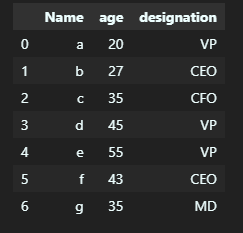 Name age designation
0 a 20 VP
1 b 27 CEO
2 c 35 CFO
3 d 45 VP
4 e 55 VP
5 f 43 CEO
6 g 35 MD